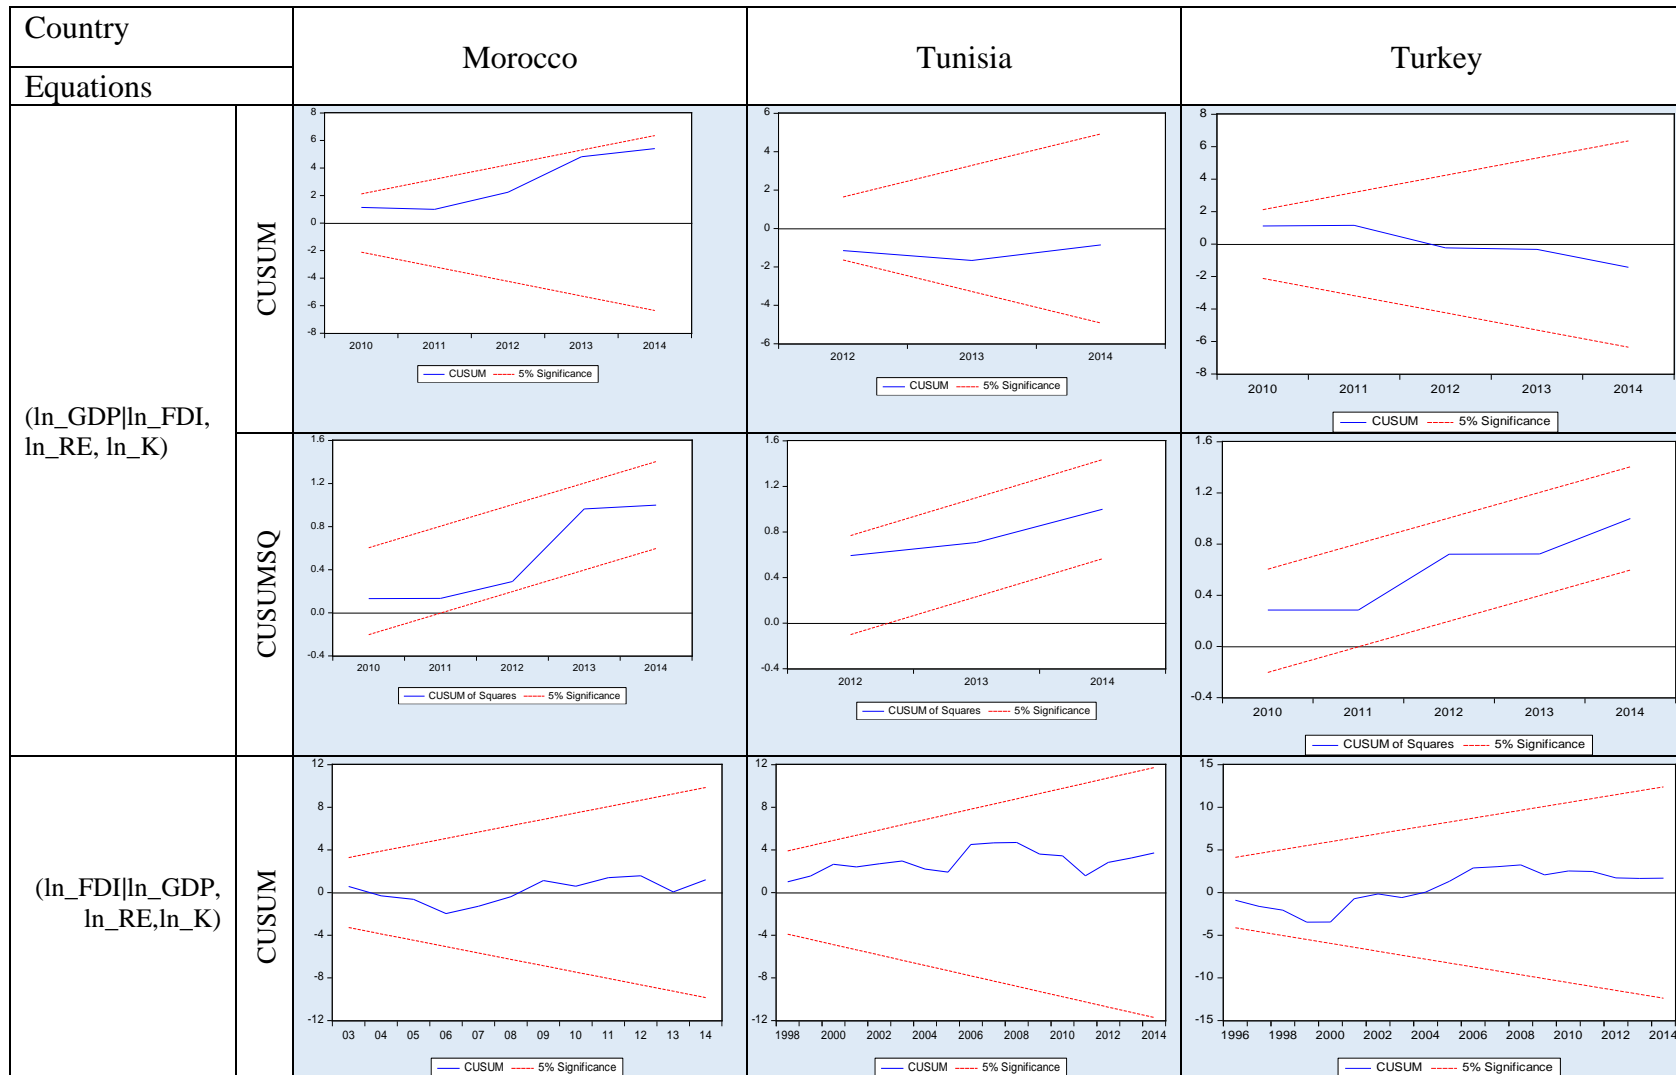 Country
Equations
Morocco
Tunisia
Turkey
(ln_GDP|ln_FDI,
ln_RE, ln_K)
CUSUM
8
6
4
2
0
-2
-4
-6
-8
2010 2011 2012 2013 2014
CUSUM 5% Significance
6
4
2
0
-2
-4
-6
2012 2013 2014
CUSUM 5% Significance
8
6
4
2
0
-2
-4
-6
-8
2010 2011 2012 2013 2014
CUSUM 5% Significance
CUSUMSQ
1.6
1.2
0.8
0.4
0.0
-0.4
2010 2011 2012 2013 2014
CUSUM of Squares 5% Significance
1.6
1.2
0.8
0.4
0.0
-0.4
2012 2013 2014
CUSUM of Squares 5% Significance
1.6
1.2
0.8
0.4
0.0
-0.4
2010 2011 2012 2013 2014
CUSUM of Squares 5% Significance
(ln_FDI|ln_GDP,
ln_RE,ln_K)
CUSUM
12
8
4
0
-4
-8
-12
03 04 05 06 07 08 09 10 11 12 13 14
CUSUM 5% Significance
12
8
4
0
-4
-8
-12
1998 2000 2002 2004 2006 2008 2010 2012 2014
CUSUM 5% Significance
15
10
5
0
-5
-10
-15
1996 1998 2000 2002 2004 2006 2008 2010 2012 2014
CUSUM 5% Significance